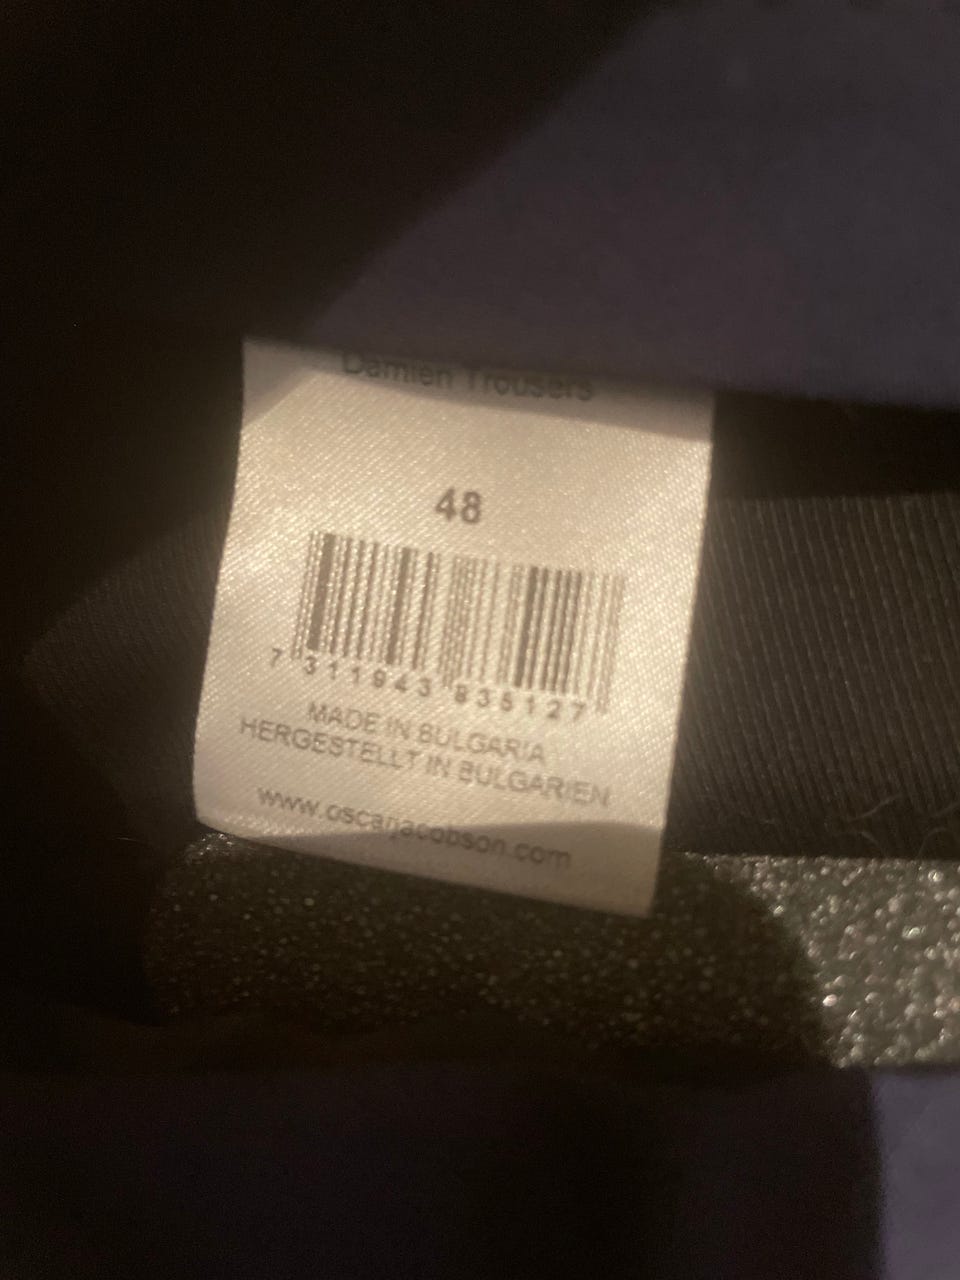 Damien Trousers
48
7 311943 835127
MADE IN BULGARIA
HERGESTELLT IN BULGARIEN
www.oscarjacobson.com